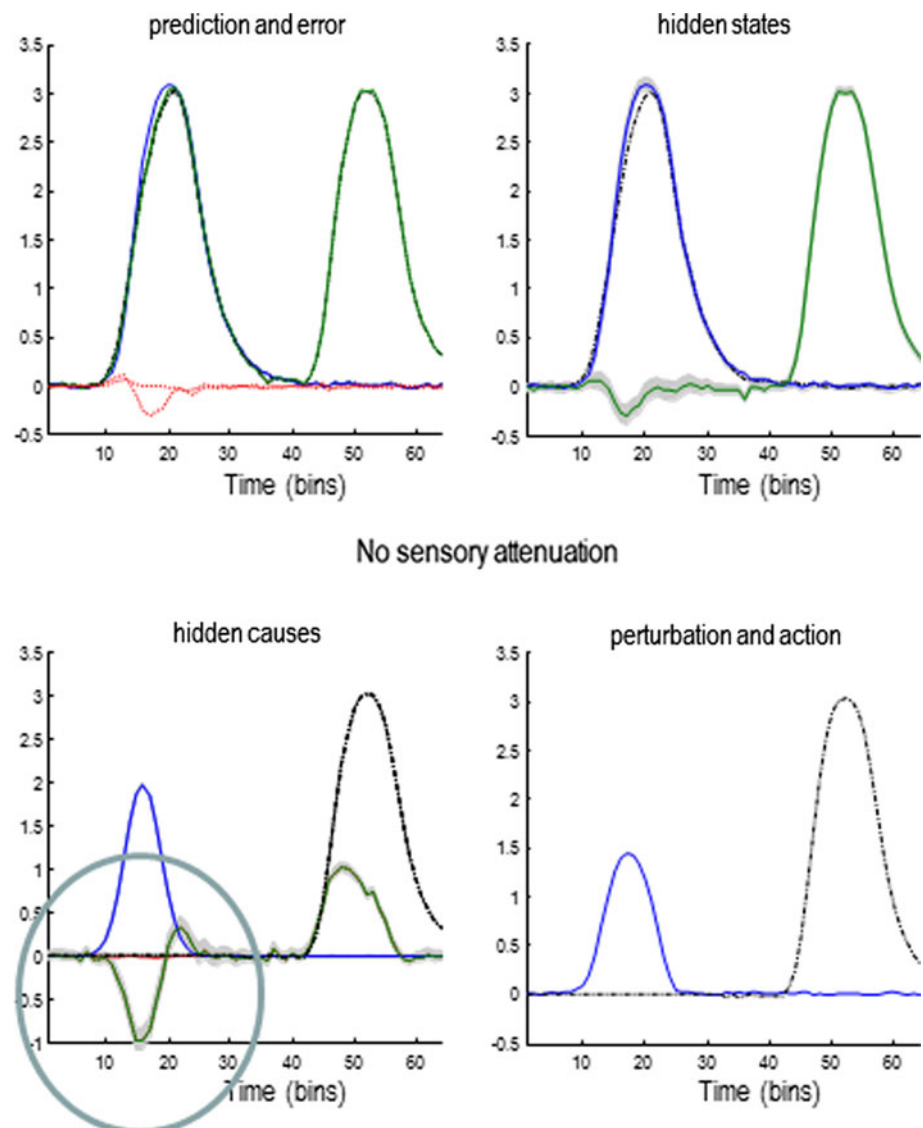 prediction and error
3.5
3
2.5
2
1.5
1
0.5
0
-0.5
10 20 30 40 50 60
Time (bins)
hidden states
3.5
3
2.5
2
1.5
1
0.5
0
-0.5
10 20 30 40 50 60
Time (bins)
No sensory attenuation
hidden causes
3.5
3
2.5
2
1.5
1
0.5
0
-0.5
-1
10 20 30 40 50 60
Time (bins)
perturbation and action
3.5
3
2.5
2
1.5
1
0.5
0
-0.5
10 20 30 40 50 60
Time (bins)